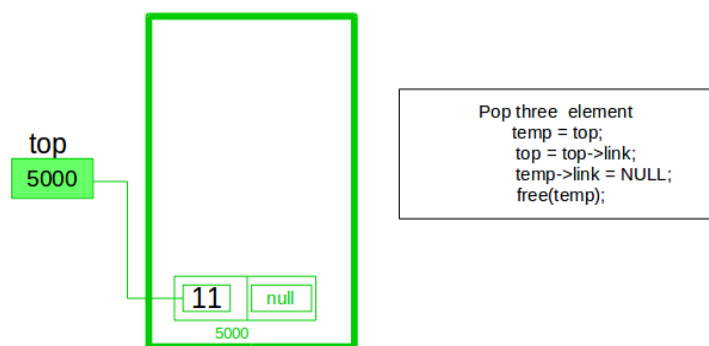 top
5000
11
null
5000
Pop three element
temp = top;
top = top->link;
temp->link = NULL;
free(temp);